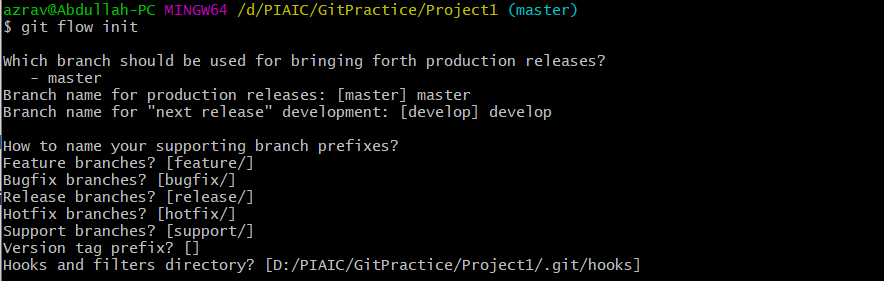 azrav@Abdullah-PC MINGW64 /d/PIAIC/GitPractice/Project1 (master)
$ git flow init
Which branch should be used for bringing forth production releases?
- master
Branch name for production releases: [master] master
Branch name for "next release" development: [develop] develop
How to name your supporting branch prefixes?
Feature branches? [feature/]
Bugfix branches? [bugfix/]
Release branches? [release/]
Hotfix branches? [hotfix/]
Support branches? [support/]
Version tag prefix? []
Hooks and filters directory? [D:/PIAIC/GitPractice/Project1/.git/hooks]